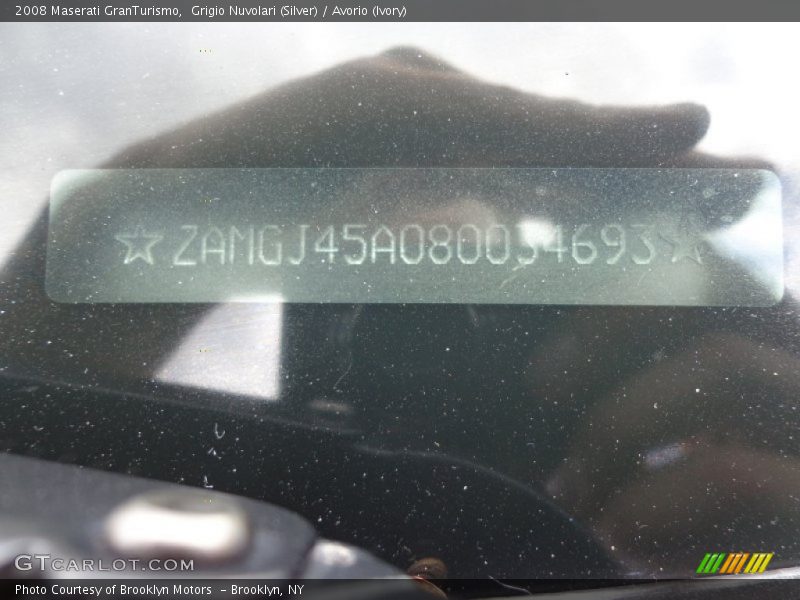 2008 Maserati GranTurismo,  Grigio Nuvolari (Silver) / Avorio (Ivory)
☆ZAMGJ45A080034693☆
GTCARLOT.COM
Photo Courtesy of Brooklyn Motors  - Brooklyn, NY